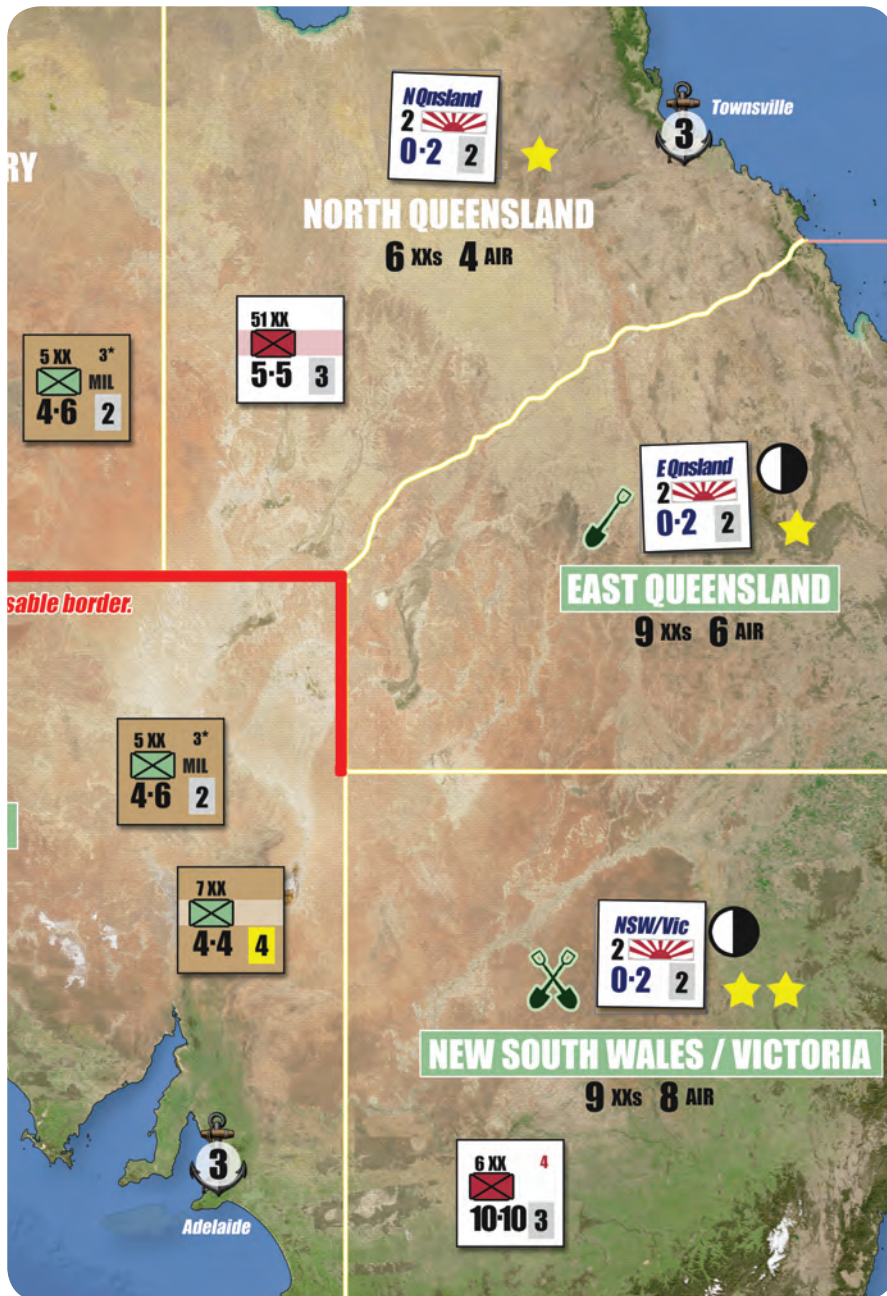 N Qnsland
2
0-2 2
3
Townsville
RY
NORTH QUEENSLAND
6 XXs 4 AIR
51 XX
5-5 3
5 XX 3*
MIL
4-6 2
E Qnsland
2
0-2 2
sable border.
EAST QUEENSLAND
9 XXs 6 AIR
5 XX 3*
MIL
4-6 2
7 XX
4-4 4
NSW/Vic
2
0-2 2
NEW SOUTH WALES / VICTORIA
9 XXs 8 AIR
3
Adelaide
6 XX 4
10-10 3